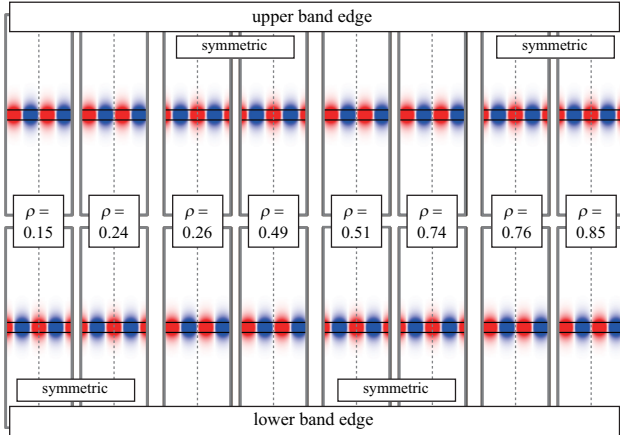 upper band edge
symmetric symmetric
ρ = ρ = ρ = ρ = ρ = ρ = ρ = ρ =
0.15 0.24 0.26 0.49 0.51 0.74 0.76 0.85
symmetric symmetric
lower band edge